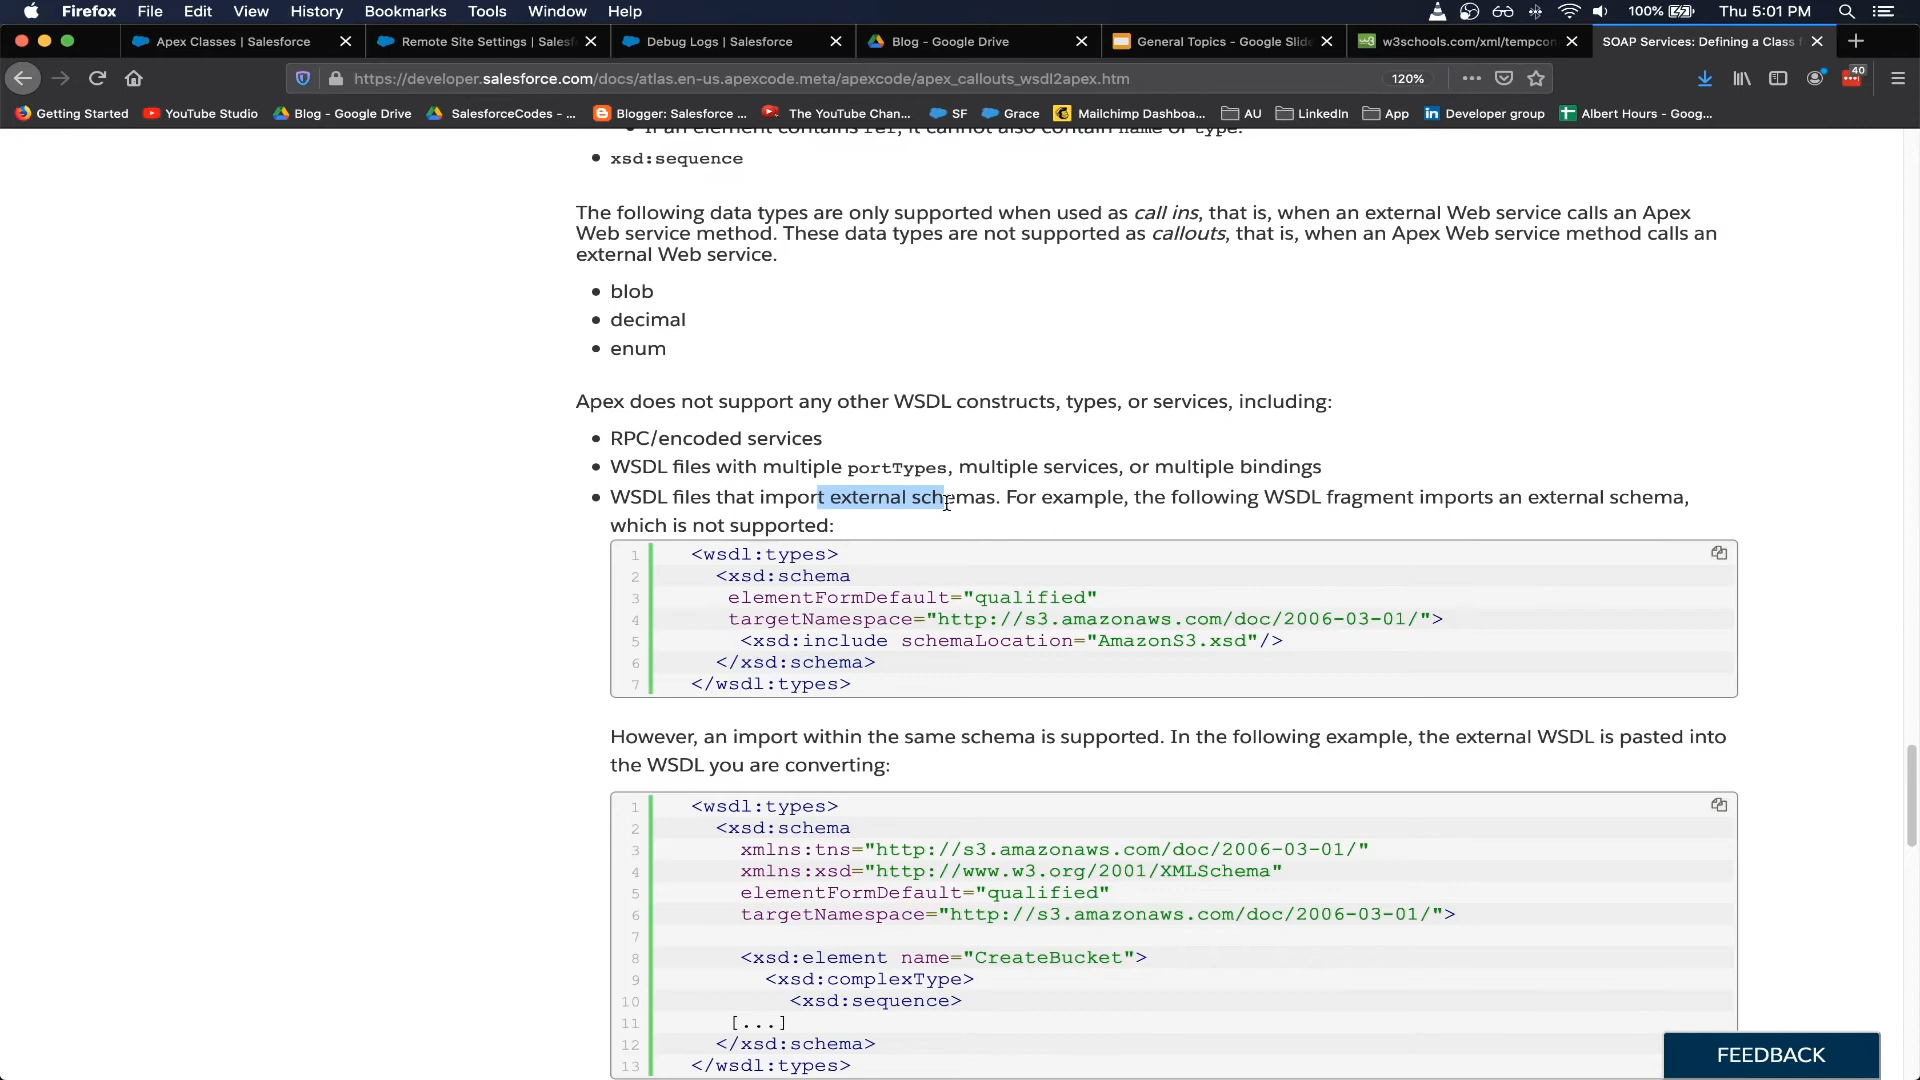 Firefox File Edit View History Bookmarks Tools Window Help 100% Thu 5:01 PM
Apex Classes | Salesforce Remote Site Settings | Salesf Debug Logs | Salesforce Blog - Google Drive General Topics - Google Slide w3schools.com/xml/tempcon SOAP Services: Defining a Class f
https://developer.salesforce.com/docs/atlas.en-us.apexcode.meta/apexcode/apex_callouts_wsdl2apex.htm 120% 40
Getting Started YouTube Studio Blog - Google Drive SalesforceCodes - ... Blogger: Salesforce ... The YouTube Chan... SF Grace Mailchimp Dashboa... AU LinkedIn App Developer group Albert Hours - Goog...
If an element contains ref, it cannot also contain name or type.
xsd:sequence
The following data types are only supported when used as call ins, that is, when an external Web service calls an Apex
Web service method. These data types are not supported as callouts, that is, when an Apex Web service method calls an
external Web service.
blob
decimal
enum
Apex does not support any other WSDL constructs, types, or services, including:
RPC/encoded services
WSDL files with multiple portTypes, multiple services, or multiple bindings
WSDL files that import external schemas. For example, the following WSDL fragment imports an external schema,
which is not supported:
1 <wsdl:types>
2 <xsd:schema
3 elementFormDefault="qualified"
4 targetNamespace="http://s3.amazonaws.com/doc/2006-03-01/">
5 <xsd:include schemaLocation="AmazonS3.xsd"/>
6 </xsd:schema>
7 </wsdl:types>
However, an import within the same schema is supported. In the following example, the external WSDL is pasted into
the WSDL you are converting:
1 <wsdl:types>
2 <xsd:schema
3 xmlns:tns="http://s3.amazonaws.com/doc/2006-03-01/"
4 xmlns:xsd="http://www.w3.org/2001/XMLSchema"
5 elementFormDefault="qualified"
6 targetNamespace="http://s3.amazonaws.com/doc/2006-03-01/">
7
8 <xsd:element name="CreateBucket">
9 <xsd:complexType>
10 <xsd:sequence>
11 [...]
12 </xsd:schema>
13 </wsdl:types>
FEEDBACK